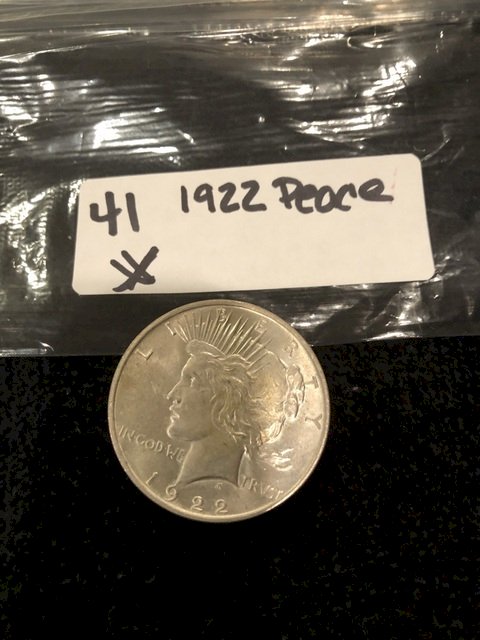 41 1922 Peace
X
LIBERTY
IN GOD WE TRVST
1922